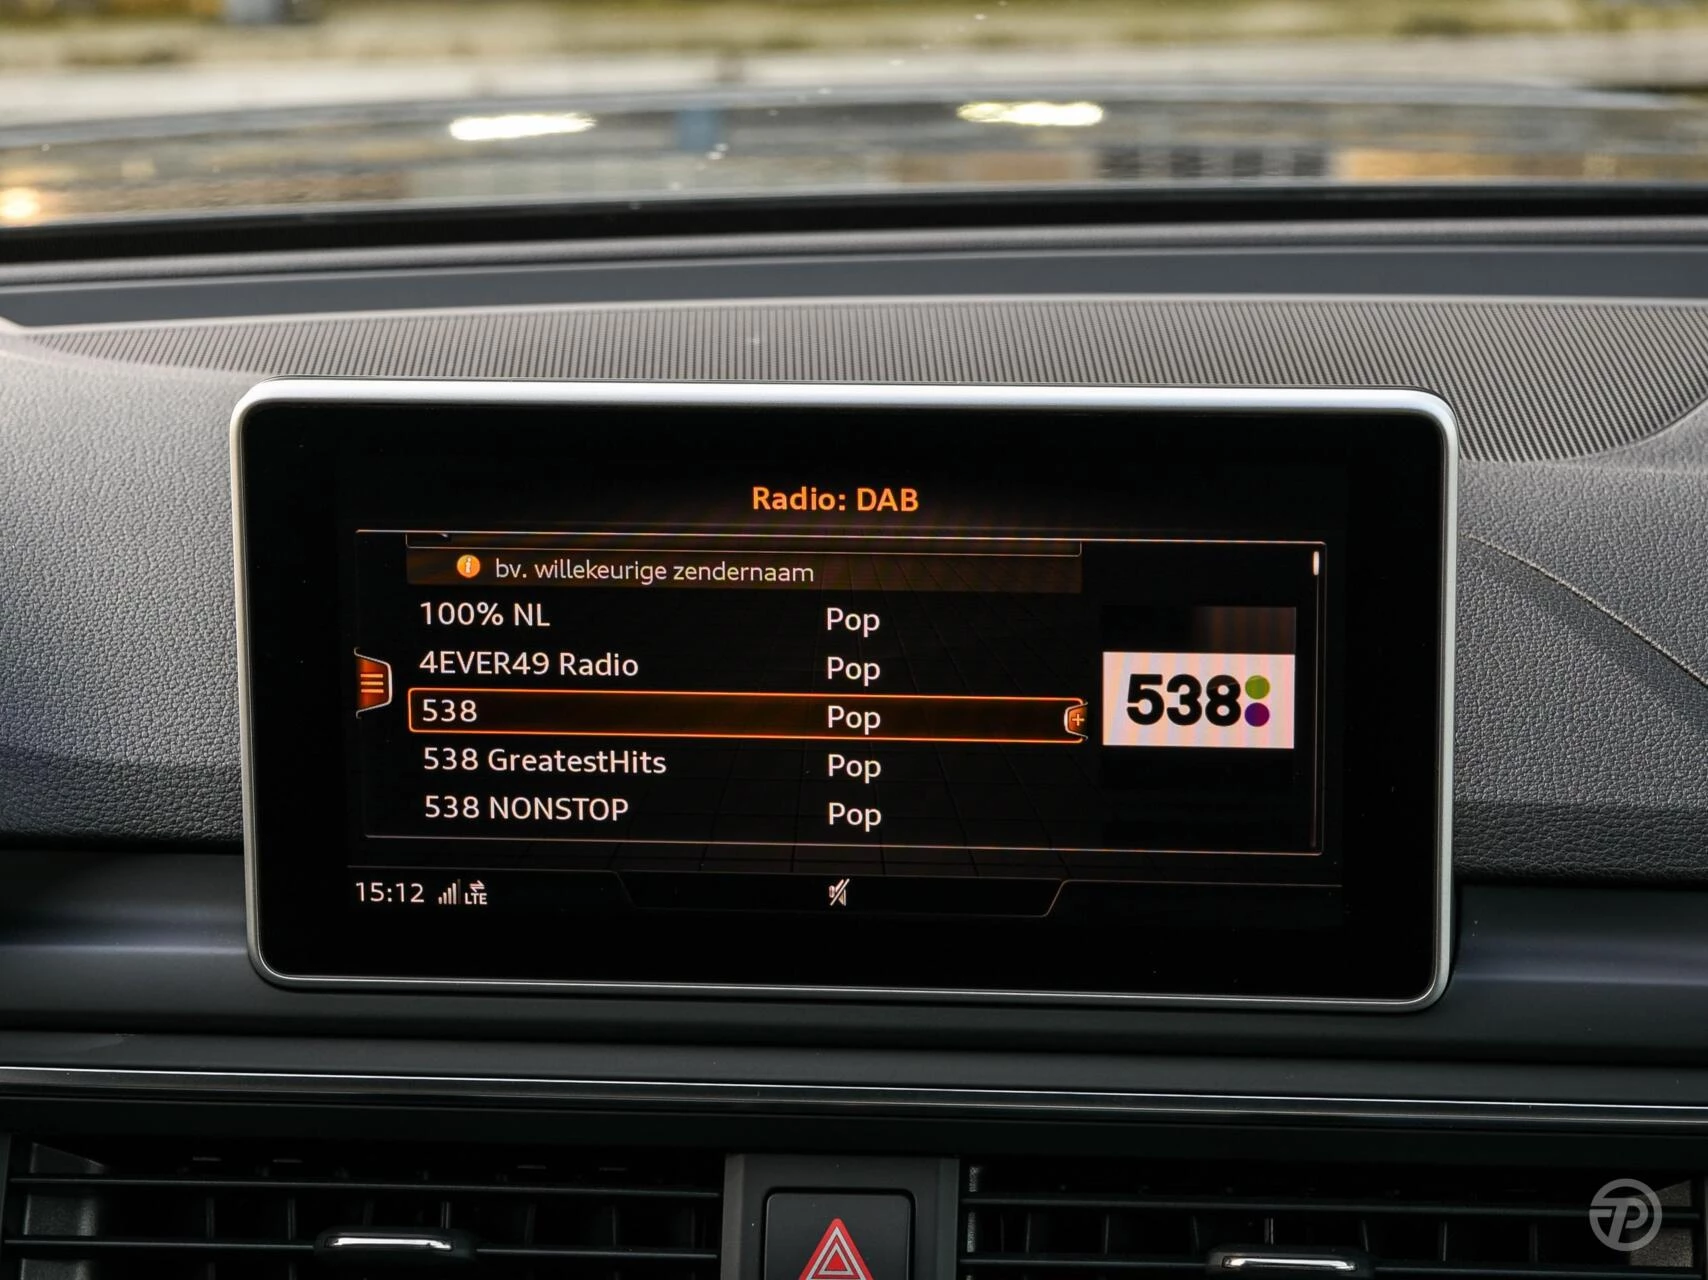 Radio: DAB
i bv. willekeurige zendernaam
100% NL Pop
4EVER49 Radio Pop
538 Pop +
538
538 GreatestHits Pop
538 NONSTOP Pop
15:12 LTE